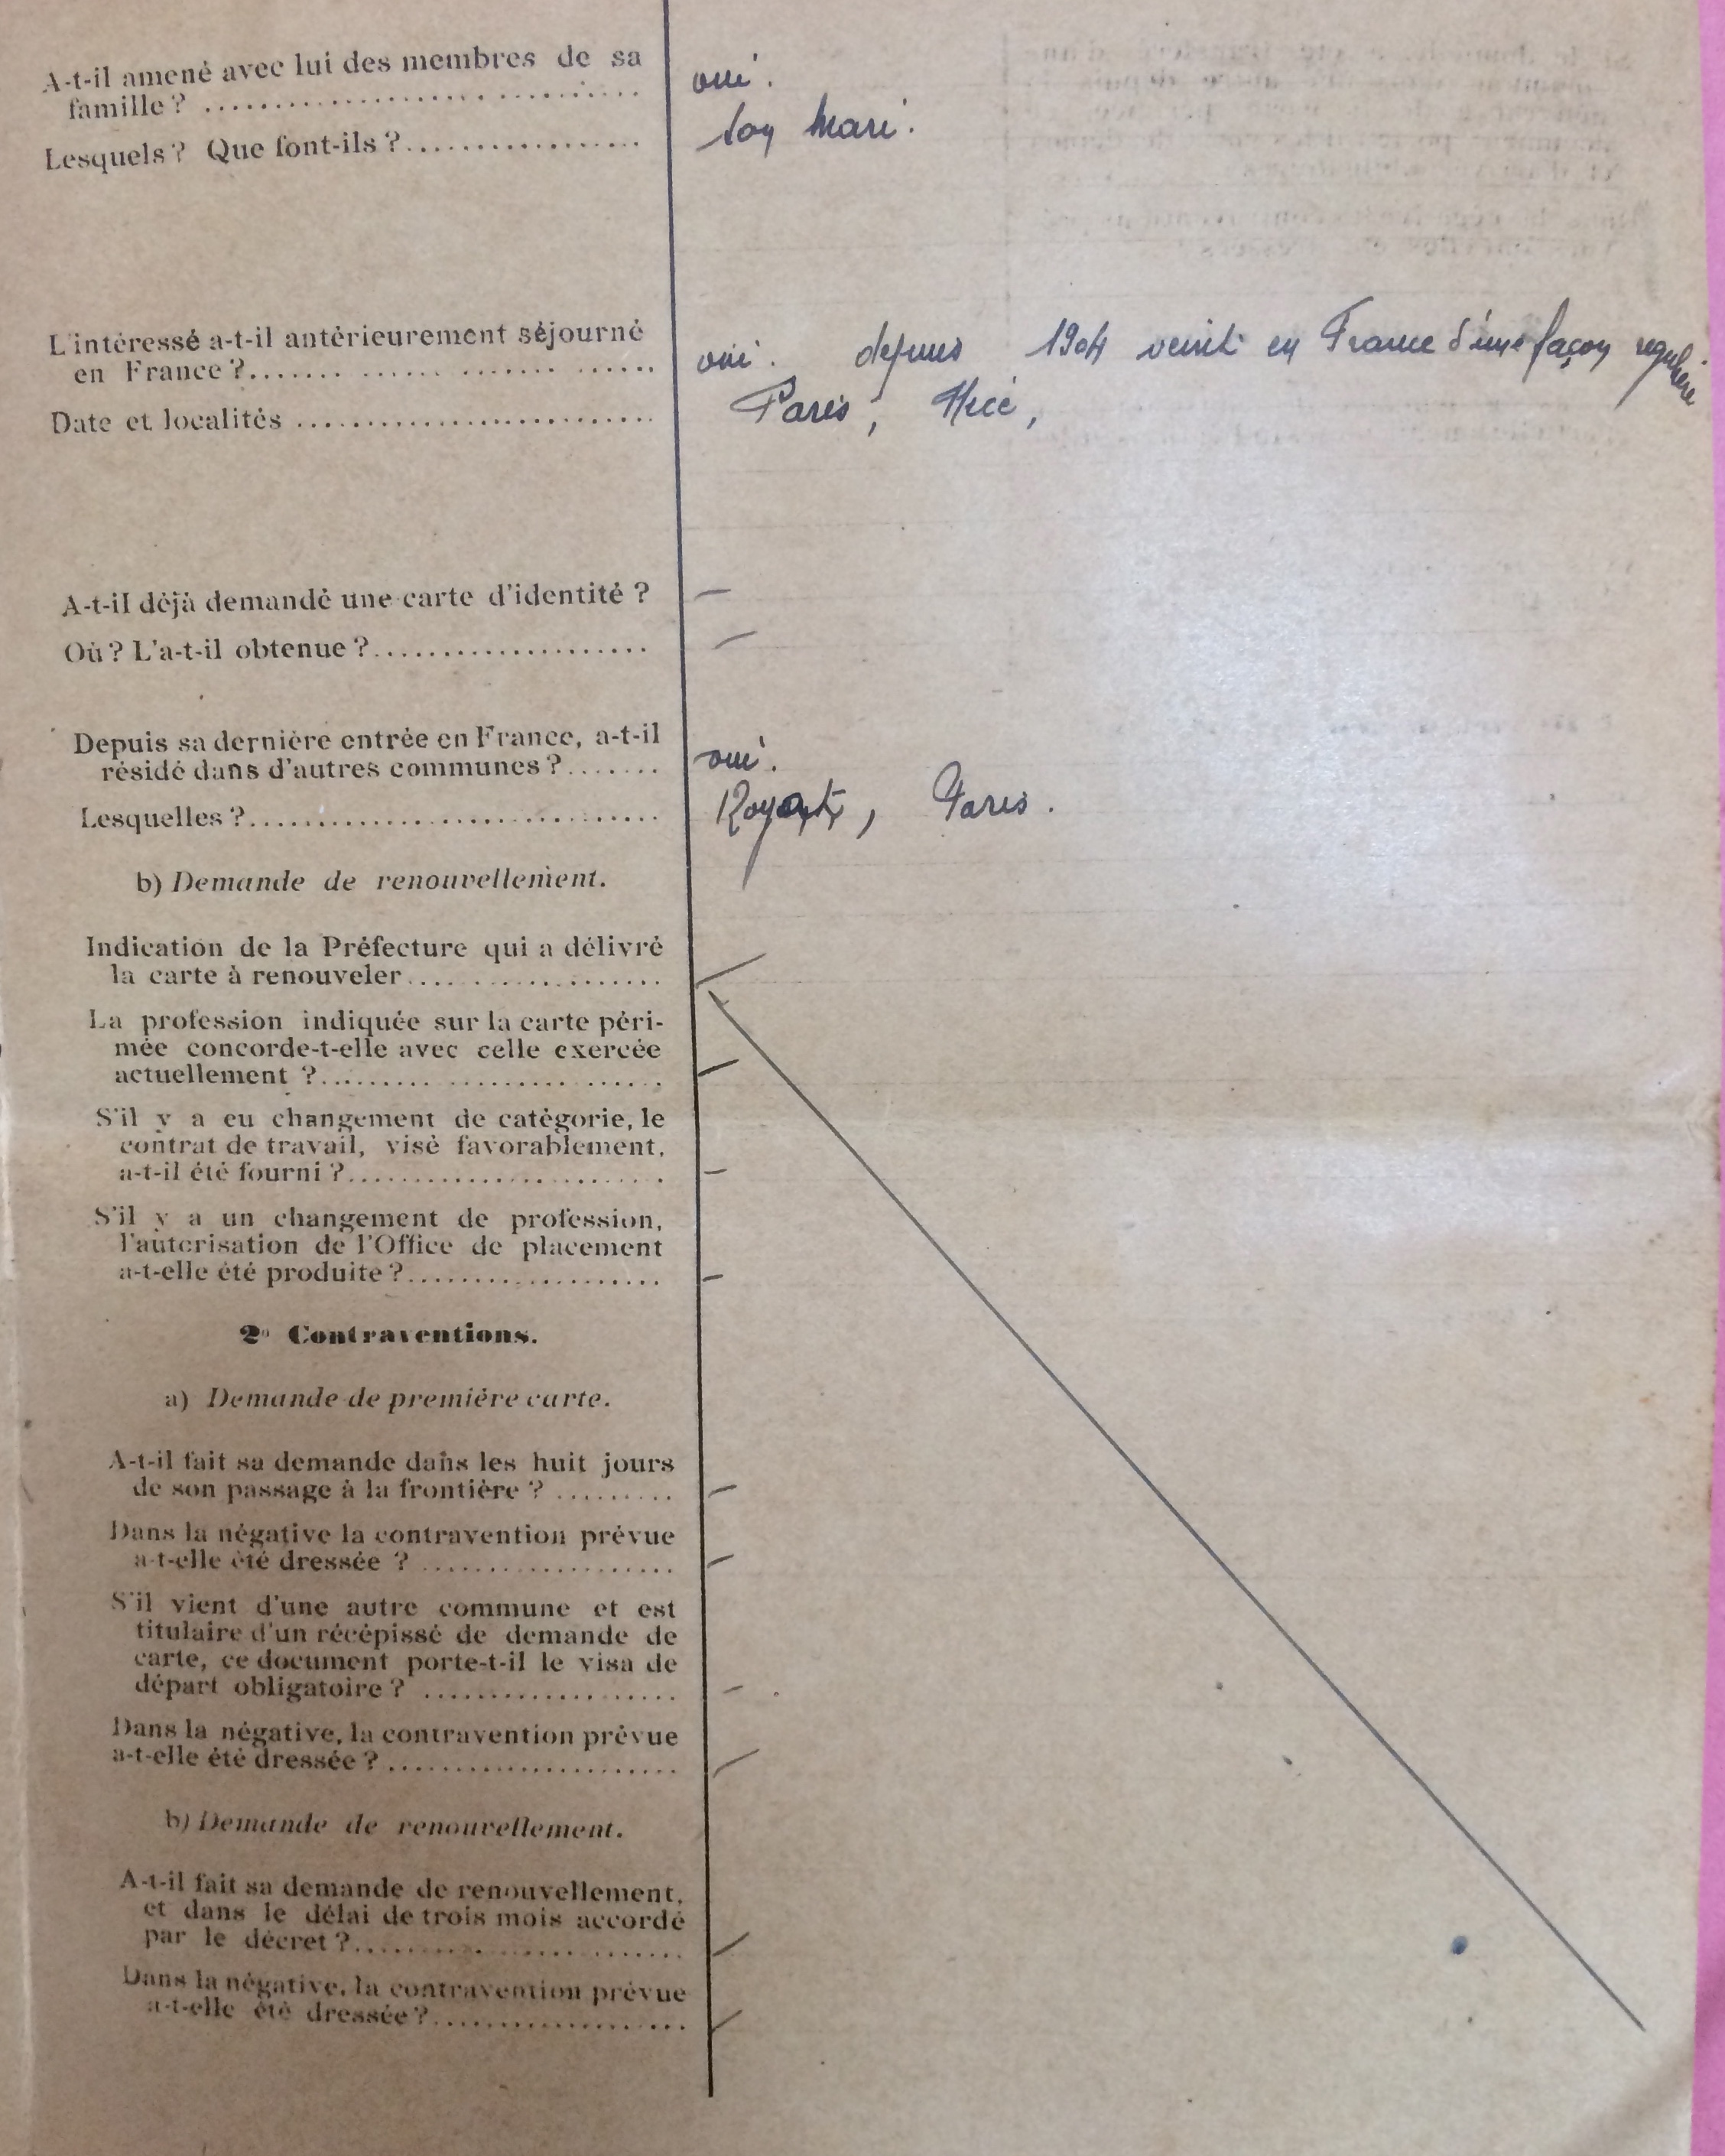 A-t-il amené avec lui des membres de sa
famille ? ........................................ oui.
Lesquels ? Que font-ils ?.................. son mari.
L'intéressé a-t-il antérieurement séjourné
en France ?....... ...... ....... ...... oui. depuis 1904 vient en France d'une façon regulière
Date et localités .......................... Paris, Nice,
A-t-il déjà demandé une carte d'identité ? —
Où ? L'a-t-il obtenue ?.................... —
Depuis sa dernière entrée en France, a-t-il
résidé dans d'autres communes ?....... oui.
Lesquelles ?.............................. Royat, Paris.
b) Demande de renouvellement.
Indication de la Préfecture qui a délivré
la carte à renouveler.... .............. —
La profession indiquée sur la carte péri-
mée concorde-t-elle avec celle exercée
actuellement ?......... ......... ...... —
S'il y a eu changement de catégorie, le
contrat de travail, visé favorablement,
a-t-il été fourni ?....................... —
S'il y a un changement de profession,
l'autorisation de l'Office de placement
a-t-elle été produite ?................... —
2° Contraventions.
a) Demande de première carte.
A-t-il fait sa demande dans les huit jours
de son passage à la frontière ? ......... —
Dans la négative la contravention prévue
a-t-elle été dressée ? ................... —
S'il vient d'une autre commune et est
titulaire d'un récépissé de demande de
carte, ce document porte-t-il le visa de
départ obligatoire ? ................... —
Dans la négative, la contravention prévue
a-t-elle été dressée ? ...................... —
b) Demande de renouvellement.
A-t-il fait sa demande de renouvellement,
et dans le délai de trois mois accordé
par le décret ?......................... —
Dans la négative, la contravention prévue
a-t-elle été dressée ?................... —